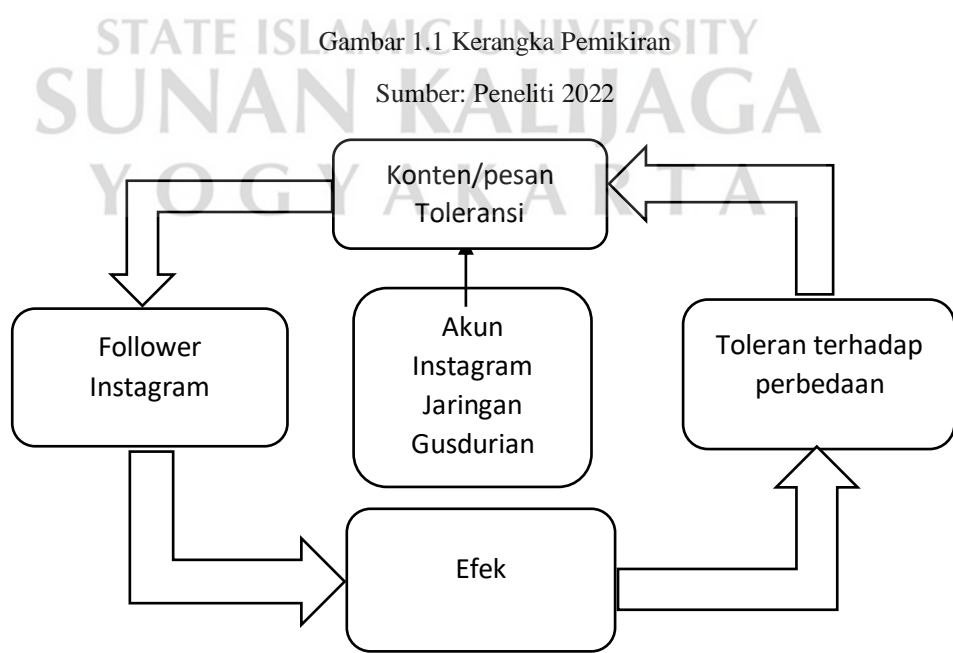 STATE ISLAMIC UNIVERSITY
Gambar 1.1 Kerangka Pemikiran
SUNAN KALIJAGA
Sumber: Peneliti 2022
YOGYAKARTA
Konten/pesan
Toleransi
Follower
Instagram
Akun
Instagram
Jaringan
Gusdurian
Toleran terhadap
perbedaan
Efek